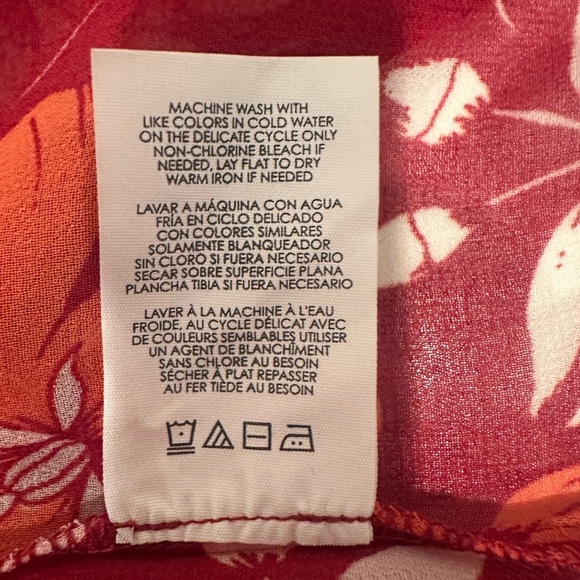 MACHINE WASH WITH
LIKE COLORS IN COLD WATER
ON THE DELICATE CYCLE ONLY
NON-CHLORINE BLEACH IF
NEEDED, LAY FLAT TO DRY
WARM IRON IF NEEDED
LAVAR A MÁQUINA CON AGUA
FRÍA EN CICLO DELICADO
CON COLORES SIMILARES
SOLAMENTE BLANQUEADOR
SIN CLORO SI FUERA NECESARIO
SECAR SOBRE SUPERFICIE PLANA
PLANCHA TIBIA SI FUERA NECESARIO
LAVER À LA MACHINE À L'EAU
FROIDE, AU CYCLE DÉLICAT AVEC
DE COULEURS SEMBLABLES UTILISER
UN AGENT DE BLANCHÎMENT
SANS CHLORE AU BESOIN
SÉCHER À PLAT REPASSER
AU FER TIÈDE AU BESOIN